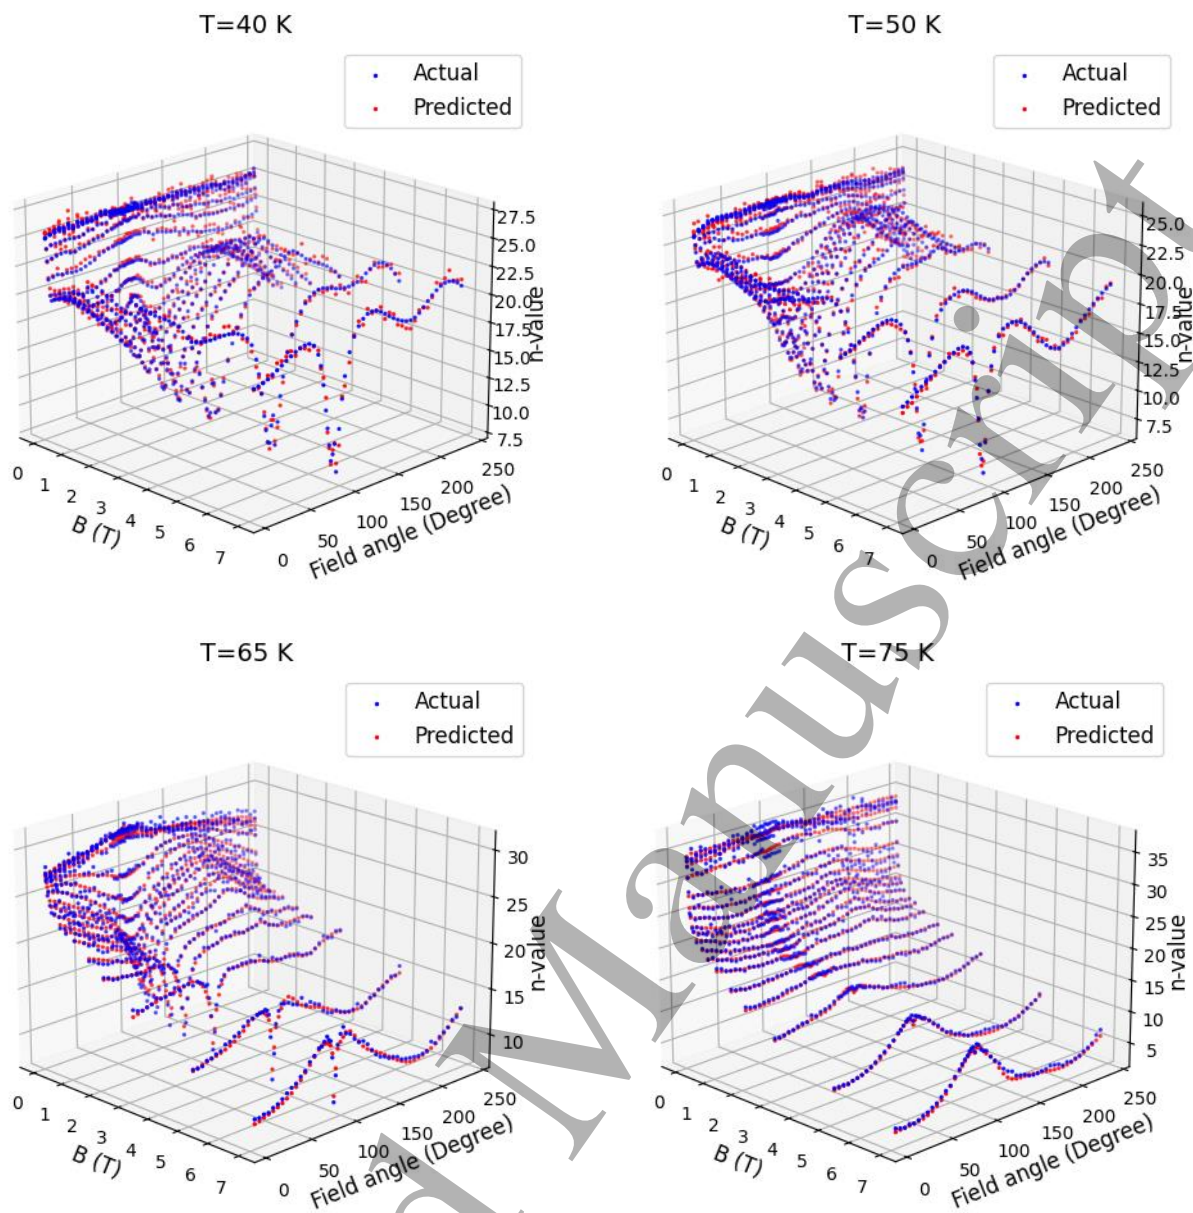 T=40 K
Actual
Predicted
27.5
25.0
22.5
20.0
17.5
15.0
12.5
10.0
7.5
n-value
0 1 2 3 4 5 6 7
B (T)
0 50 100 150 200 250
Field angle (Degree)
T=50 K
Actual
Predicted
25.0
22.5
20.0
17.5
15.0
12.5
10.0
7.5
n-value
0 1 2 3 4 5 6 7
B (T)
0 50 100 150 200 250
Field angle (Degree)
T=65 K
Actual
Predicted
30
25
20
15
10
n-value
0 1 2 3 4 5 6 7
B (T)
0 50 100 150 200 250
Field angle (Degree)
T=75 K
Actual
Predicted
35
30
25
20
15
10
5
n-value
0 1 2 3 4 5 6 7
B (T)
0 50 100 150 200 250
Field angle (Degree)
d Manuscript